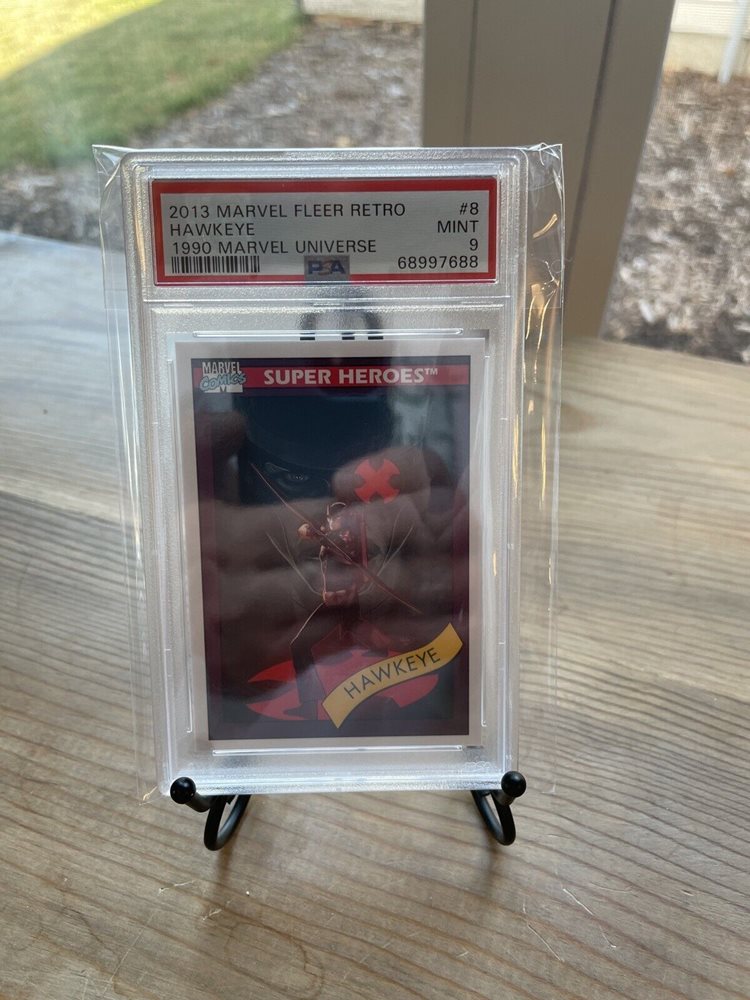 2013 MARVEL FLEER RETRO #8
HAWKEYE MINT
1990 MARVEL UNIVERSE 9
PSA 68997688
MARVEL
COMICS
SUPER HEROES™
HAWKEYE